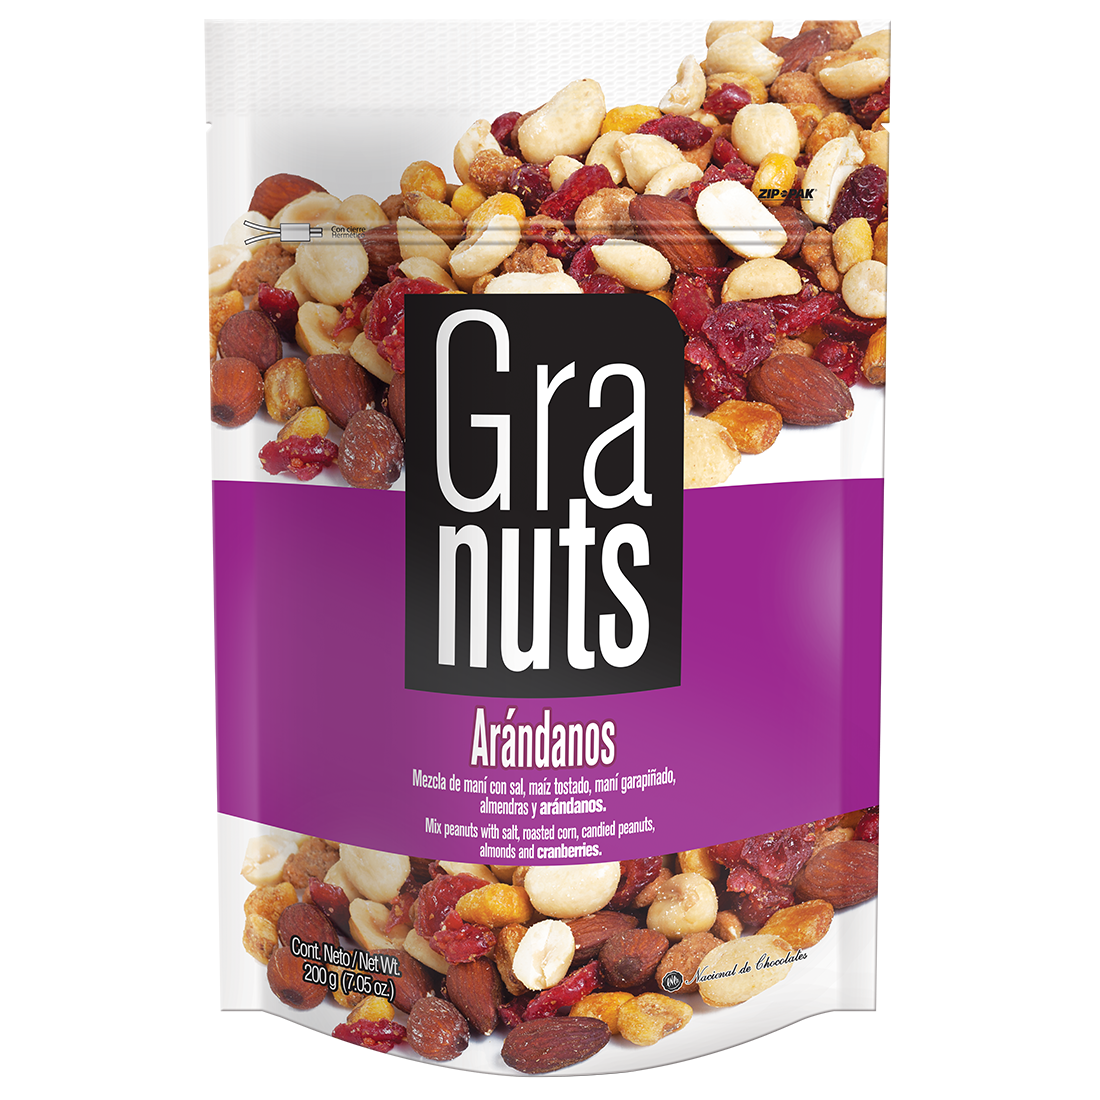 ZIP PAK
Con cierre
Hermético
Gra
nuts
Arándanos
Mezcla de maní con sal, maíz tostado, maní garapiñado,
almendras y arándanos.
Mix peanuts with salt, roasted corn, candied peanuts,
almonds and cranberries.
Cont. Neto / Net Wt.
200 g (7.05 oz.)
Nacional de Chocolates